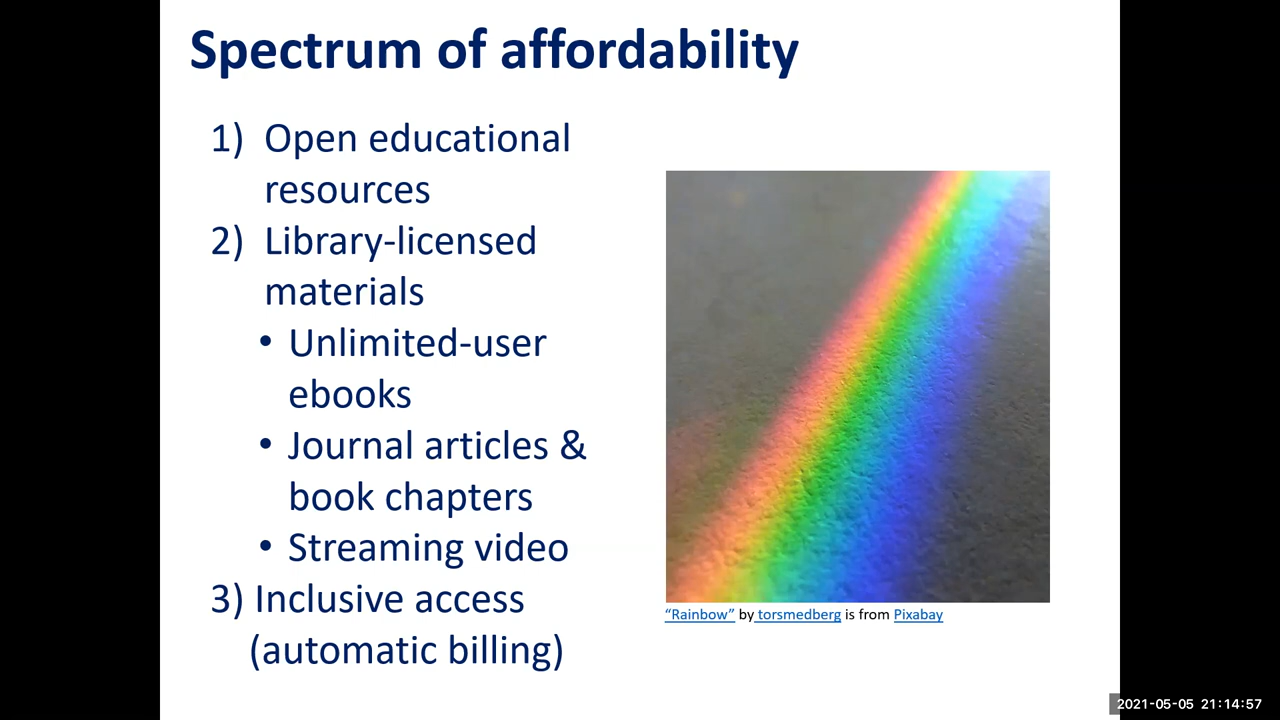 Spectrum of affordability
1) Open educational
resources
2) Library-licensed
materials
• Unlimited-user
ebooks
• Journal articles &
book chapters
• Streaming video
3) Inclusive access
(automatic billing)
“Rainbow” by torsmedberg is from Pixabay
2021-05-05 21:14:57